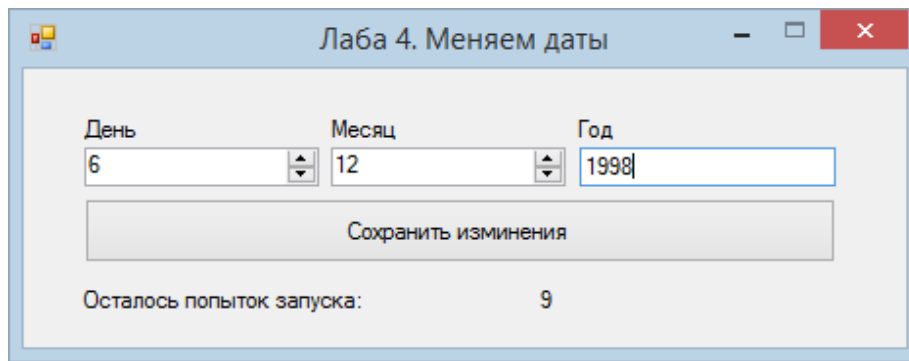 Лаба 4. Меняем даты
День Месяц Год
6 12 1998
Сохранить изминения
Осталось попыток запуска: 9